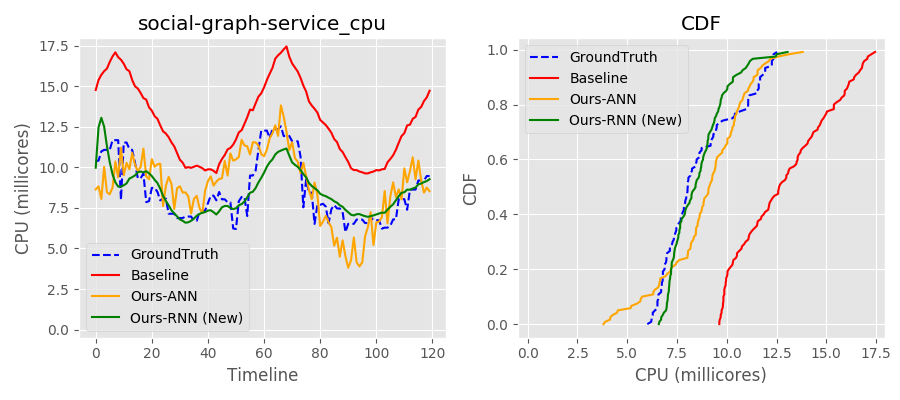 social-graph-service_cpu
CPU (millicores)
17.5
15.0
12.5
10.0
7.5
5.0
2.5
0.0
GroundTruth
Baseline
Ours-ANN
Ours-RNN (New)
0 20 40 60 80 100 120
Timeline
CDF
CDF
1.0
0.8
0.6
0.4
0.2
0.0
GroundTruth
Baseline
Ours-ANN
Ours-RNN (New)
0.0 2.5 5.0 7.5 10.0 12.5 15.0 17.5
CPU (millicores)